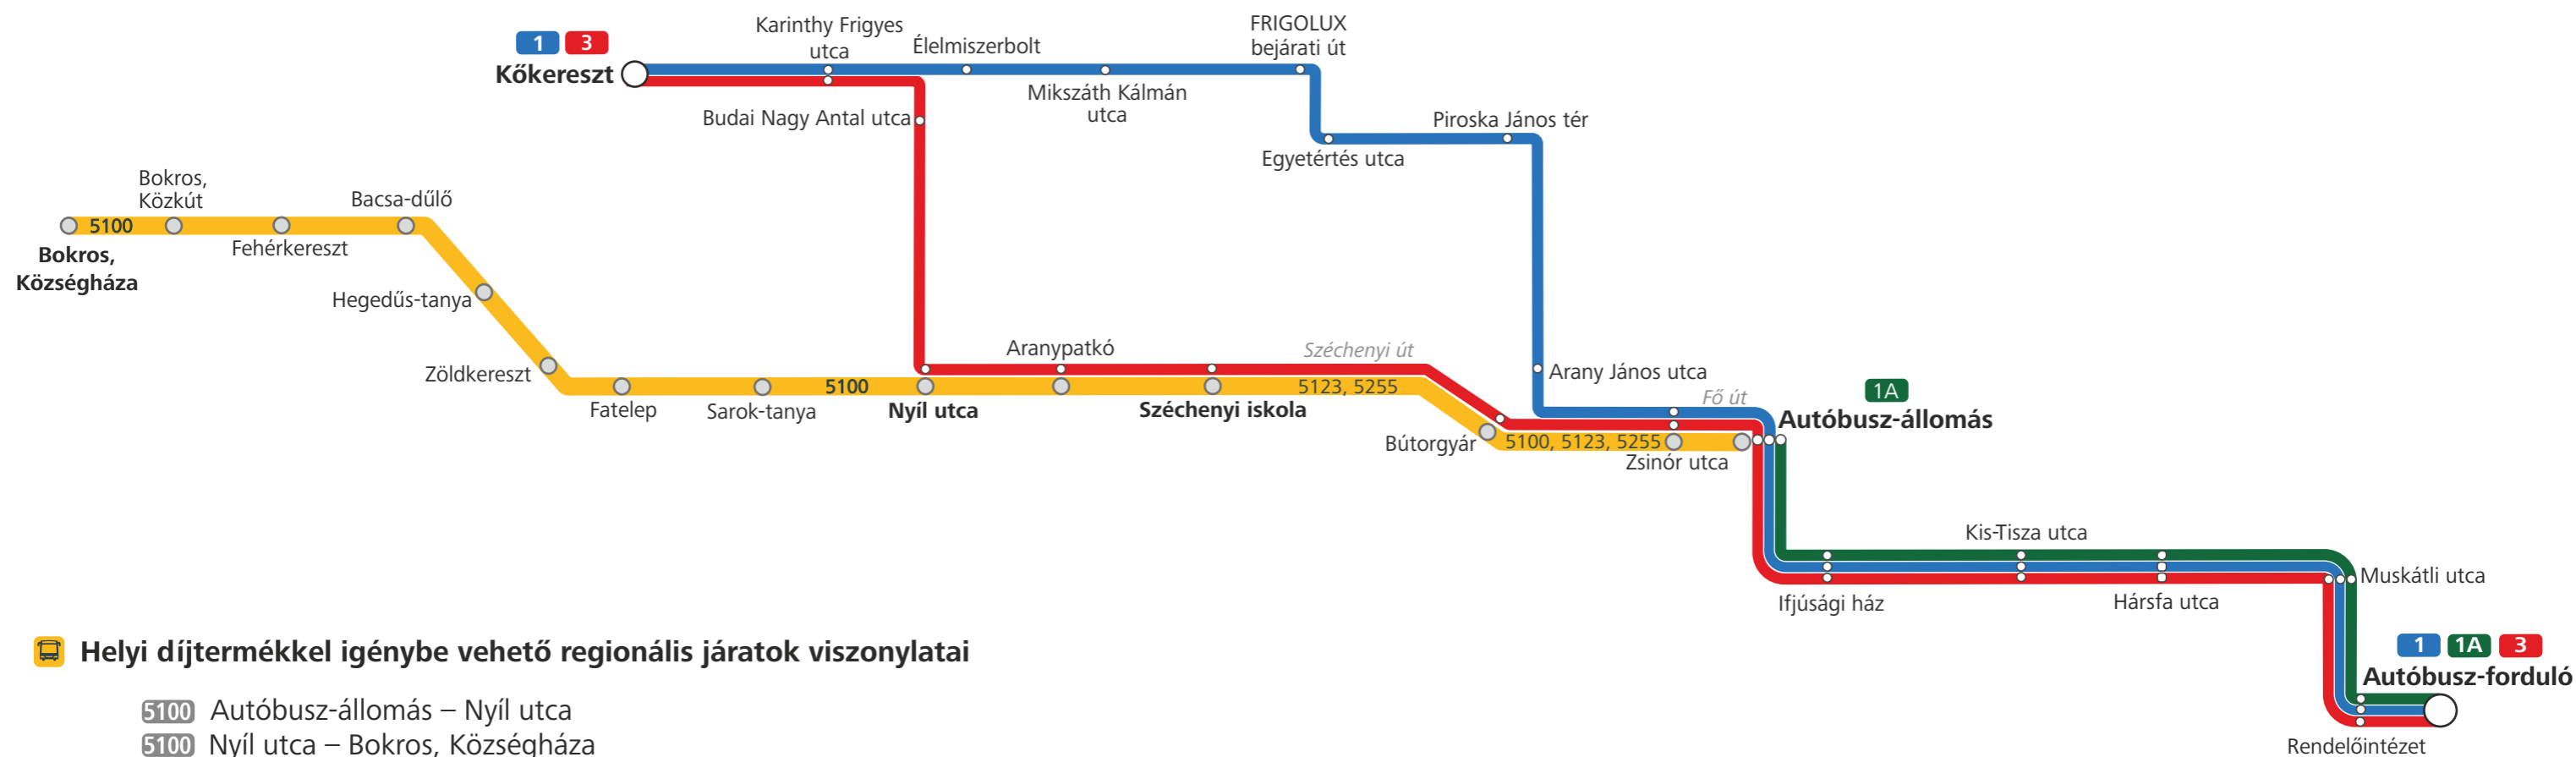 Karinthy Frigyes
utca
Élelmiszerbolt
FRIGOLUX
bejárati út
1 3
Kőkereszt
Mikszáth Kálmán
utca
Budai Nagy Antal utca
Piroska János tér
Egyetértés utca
Bokros,
Közkút
Bacsa-dűlő
5100
Fehérkereszt
Bokros,
Községháza
Hegedűs-tanya
Zöldkereszt
Aranypatkó
Széchenyi út
Arany János utca
5100
5123, 5255
Fő út
1A
Autóbusz-állomás
Fatelep
Sarok-tanya
Nyíl utca
Széchenyi iskola
Bútorgyár
5100, 5123, 5255
Zsinór utca
Kis-Tisza utca
Muskátli utca
Ifjúsági ház
Hársfa utca
1 1A 3
Autóbusz-forduló
Rendelőintézet
Helyi díjtermékkel igénybe vehető regionális járatok viszonylatai
5100 Autóbusz-állomás – Nyíl utca
5100 Nyíl utca – Bokros, Községháza